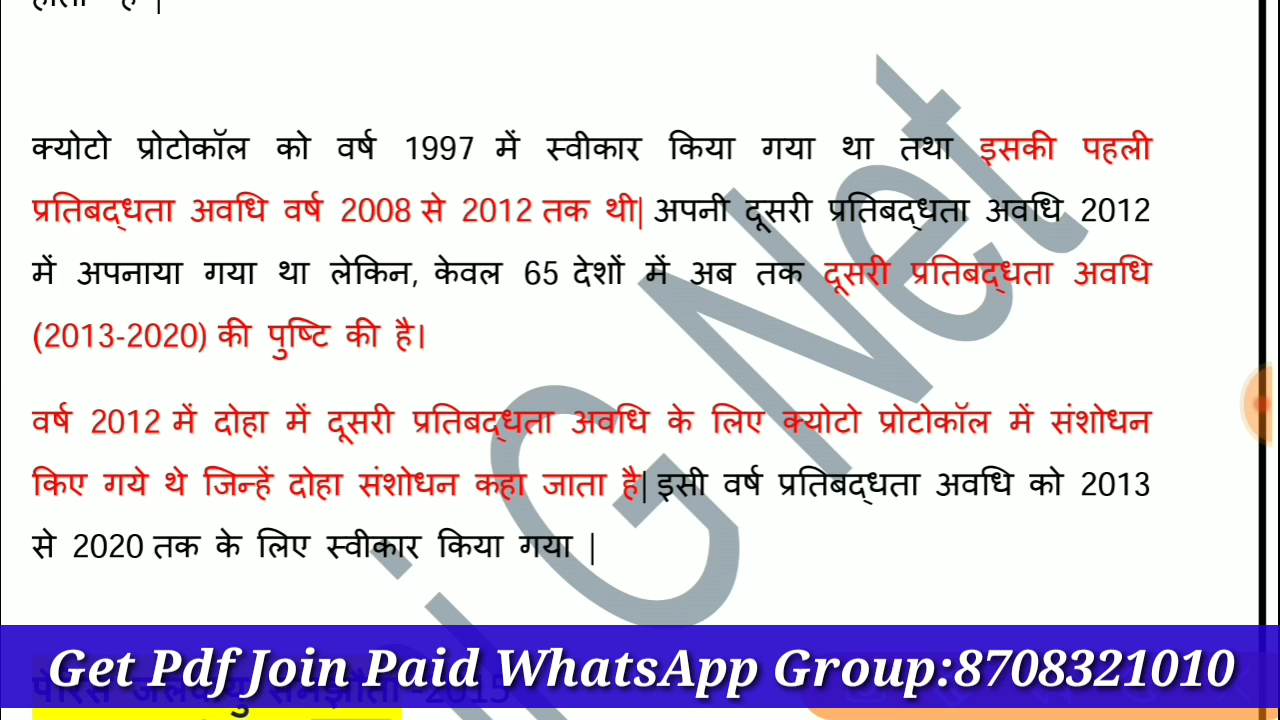 क्योटो प्रोटोकॉल को वर्ष 1997 में स्वीकार किया गया था तथा इसकी पहली
प्रतिबद्धता अवधि वर्ष 2008 से 2012 तक थी| अपनी दूसरी प्रतिबद्धता अवधि 2012
में अपनाया गया था लेकिन, केवल 65 देशों में अब तक दूसरी प्रतिबद्धता अवधि
(2013-2020) की पुष्टि की है।
वर्ष 2012 में दोहा में दूसरी प्रतिबद्धता अवधि के लिए क्योटो प्रोटोकॉल में संशोधन
किए गये थे जिन्हें दोहा संशोधन कहा जाता है| इसी वर्ष प्रतिबद्धता अवधि को 2013
से 2020 तक के लिए स्वीकार किया गया |
Get Pdf Join Paid WhatsApp Group:8708321010
G Net